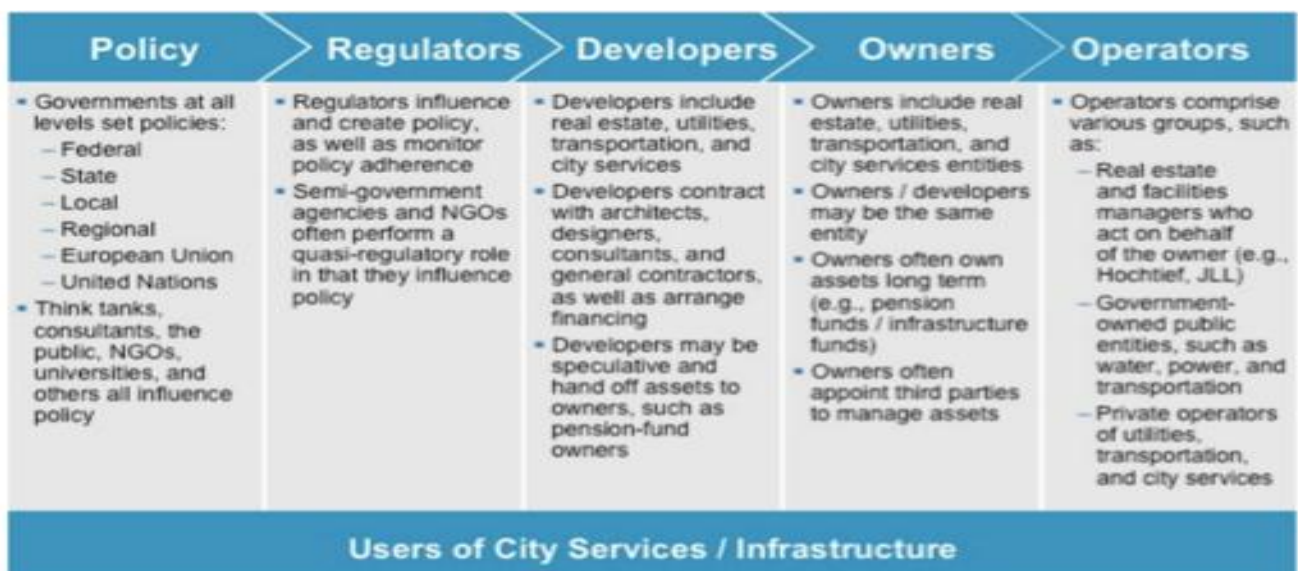 Policy
Regulators
Developers
Owners
Operators
▪ Governments at all
levels set policies:
– Federal
– State
– Local
– Regional
– European Union
– United Nations
▪ Think tanks,
consultants, the
public, NGOs,
universities, and
others all influence
policy
▪ Regulators influence
and create policy,
as well as monitor
policy adherence
▪ Semi-government
agencies and NGOs
often perform a
quasi-regulatory role
in that they influence
policy
▪ Developers include
real estate, utilities,
transportation, and
city services
▪ Developers contract
with architects,
designers,
consultants, and
general contractors,
as well as arrange
financing
▪ Developers may be
speculative and
hand off assets to
owners, such as
pension-fund
owners
▪ Owners include real
estate, utilities,
transportation, and
city services entities
▪ Owners / developers
may be the same
entity
▪ Owners often own
assets long term
(e.g., pension
funds / infrastructure
funds)
▪ Owners often
appoint third parties
to manage assets
▪ Operators comprise
various groups, such
as:
– Real estate
and facilities
managers who
act on behalf
of the owner (e.g.,
Hochtief, JLL)
– Government-
owned public
entities, such as
water, power, and
transportation
– Private operators
of utilities,
transportation,
and city services
Users of City Services / Infrastructure